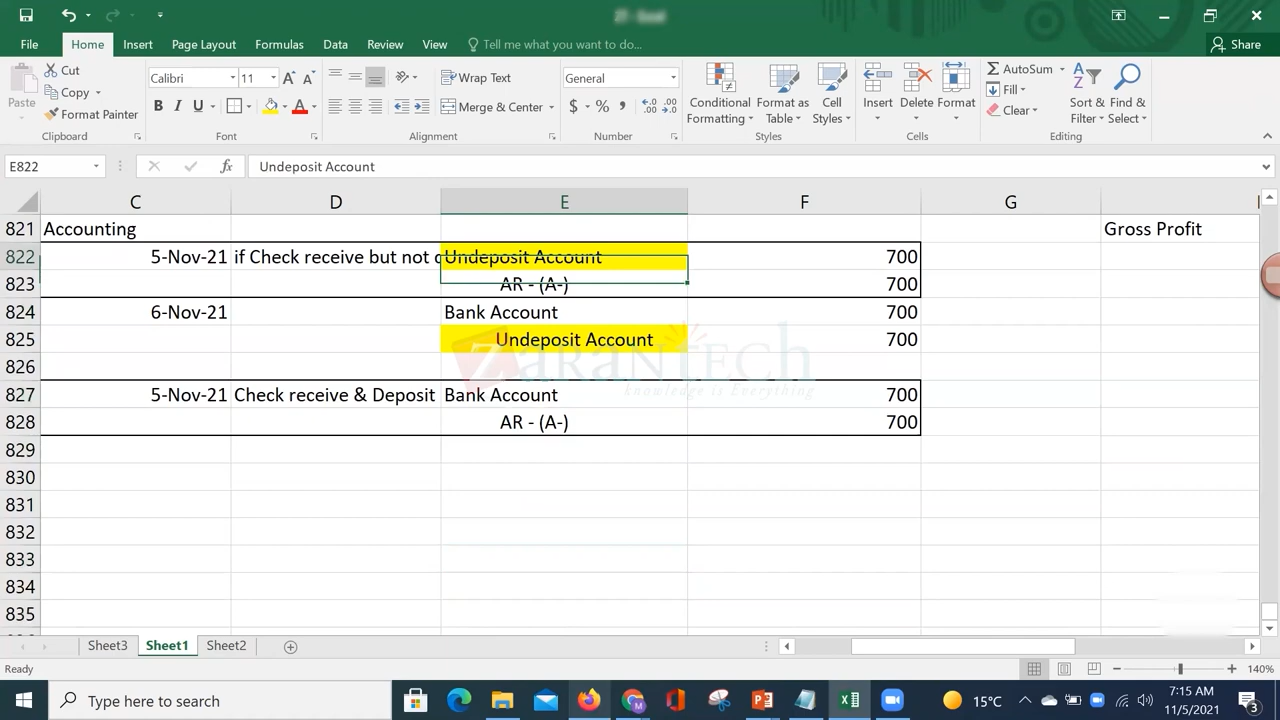 File Home Insert Page Layout Formulas Data Review View Tell me what you want to do... Share
Paste Cut Copy Format Painter
Clipboard
Calibri 11 A A
B I U A
Font
Wrap Text
Merge & Center
Alignment
General
$ % ,
Number
Conditional Formatting Format as Table Cell Styles
Styles
Insert Delete Format
Cells
AutoSum Fill Clear Sort & Filter Find & Select
Editing
E822 fx Undeposit Account
C D E F G
821 Accounting Gross Profit
822 5-Nov-21 if Check receive but not Undeposit Account 700
823 AR - (A-) 700
824 6-Nov-21 Bank Account 700
825 Undeposit Account 700
826
827 5-Nov-21 Check receive & Deposit Bank Account 700
828 AR - (A-) 700
829
830
831
832
833
834
835
ZaranTech
Knowledge is Everything
Sheet3 Sheet1 Sheet2
Ready 140%
Type here to search 15°C 7:15 AM
11/5/2021
3